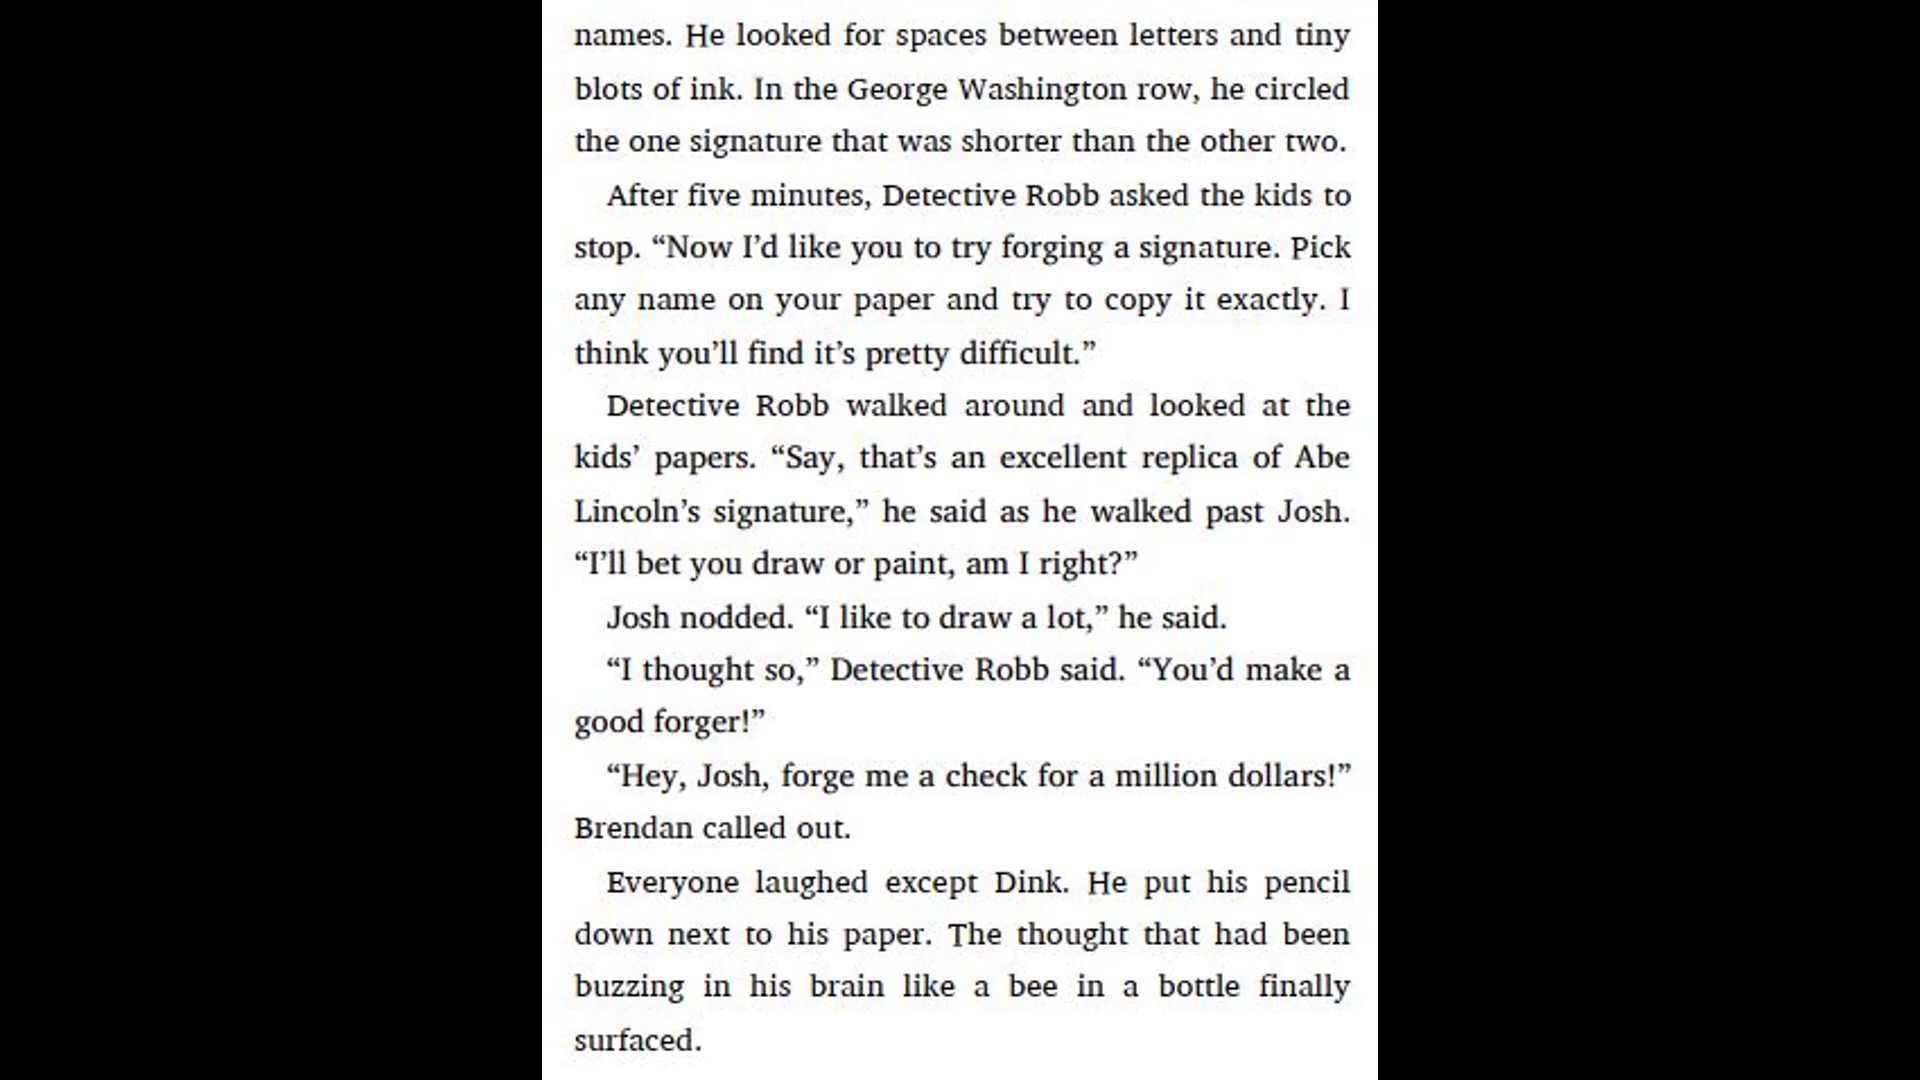 names. He looked for spaces between letters and tiny
blots of ink. In the George Washington row, he circled
the one signature that was shorter than the other two.
After five minutes, Detective Robb asked the kids to
stop. “Now I’d like you to try forging a signature. Pick
any name on your paper and try to copy it exactly. I
think you’ll find it’s pretty difficult.”
Detective Robb walked around and looked at the
kids’ papers. “Say, that’s an excellent replica of Abe
Lincoln’s signature,” he said as he walked past Josh.
“I’ll bet you draw or paint, am I right?”
Josh nodded. “I like to draw a lot,” he said.
“I thought so,” Detective Robb said. “You’d make a
good forger!”
“Hey, Josh, forge me a check for a million dollars!”
Brendan called out.
Everyone laughed except Dink. He put his pencil
down next to his paper. The thought that had been
buzzing in his brain like a bee in a bottle finally
surfaced.